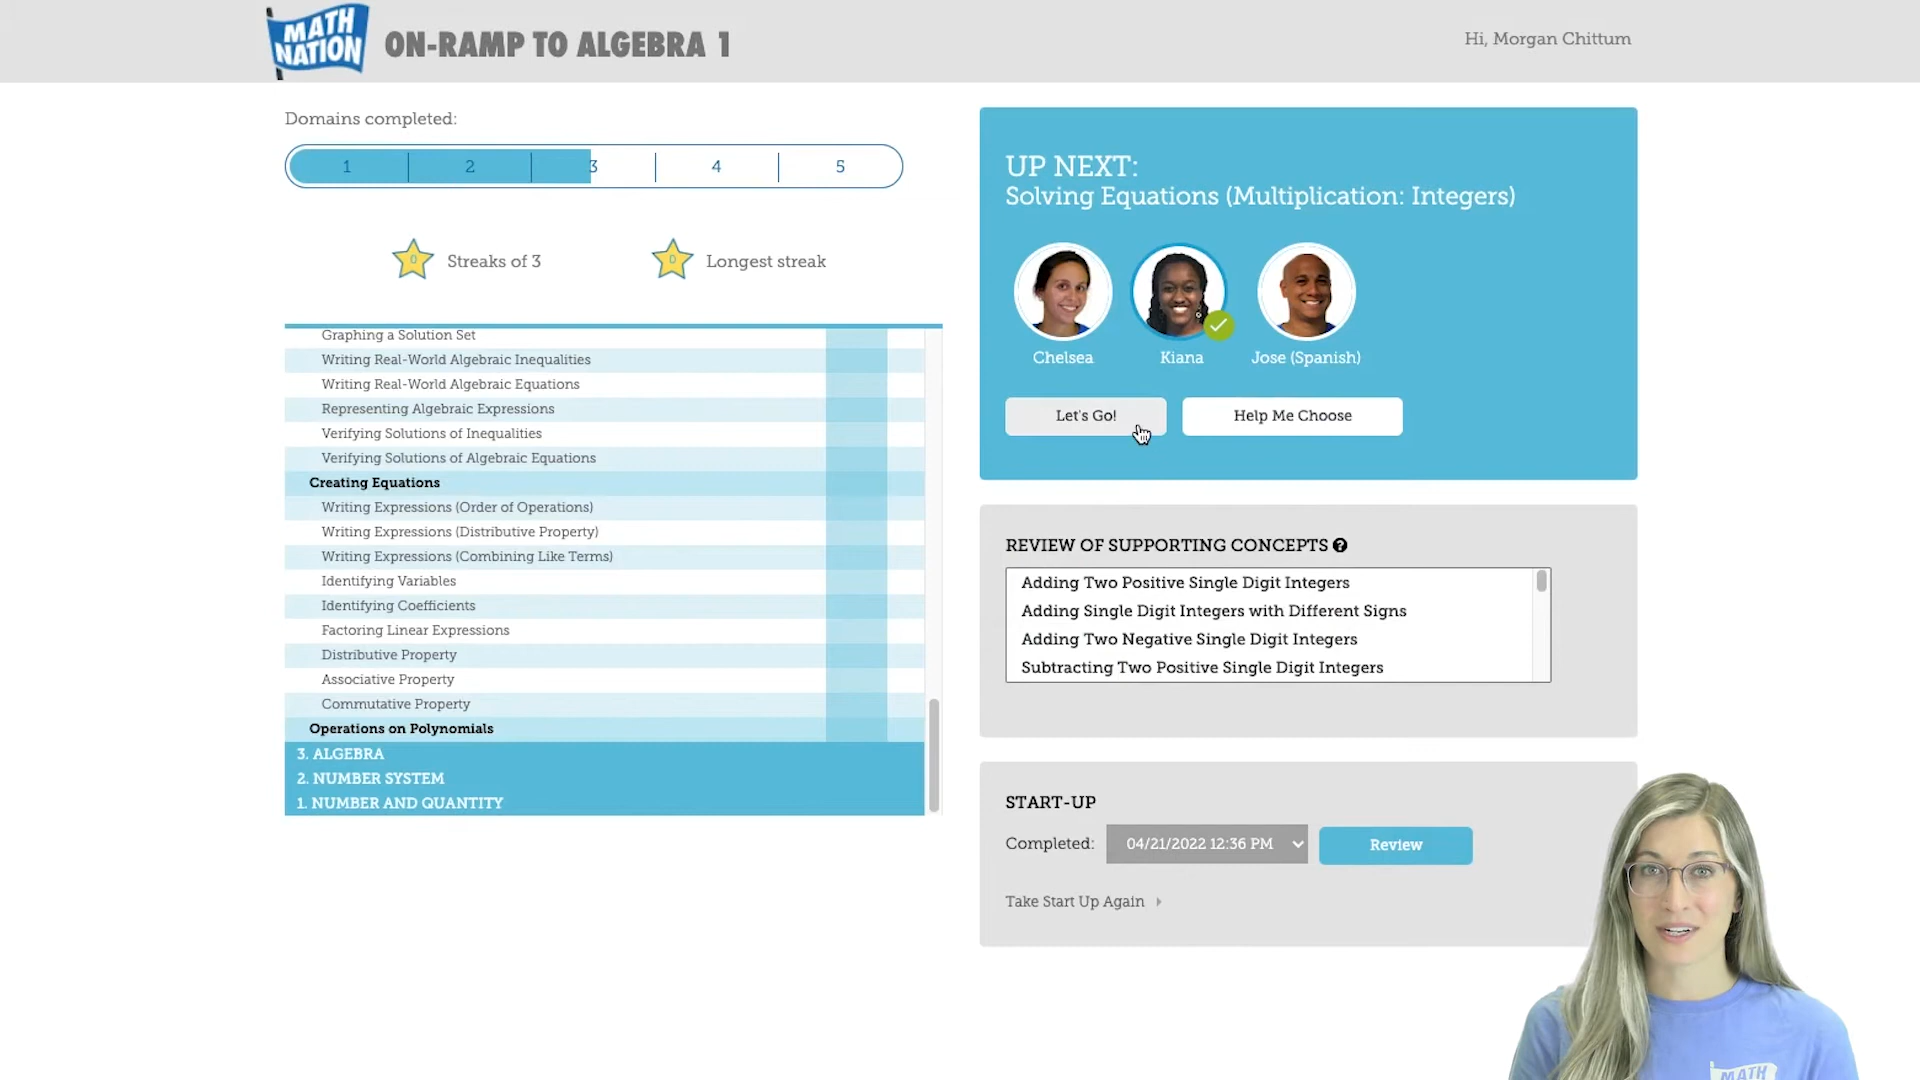 MATH
NATION
ON-RAMP TO ALGEBRA 1
Hi, Morgan Chittum
Domains completed:
1 2 3 4 5
0 Streaks of 3
0 Longest streak
Graphing a Solution Set
Writing Real-World Algebraic Inequalities
Writing Real-World Algebraic Equations
Representing Algebraic Expressions
Verifying Solutions of Inequalities
Verifying Solutions of Algebraic Equations
Creating Equations
Writing Expressions (Order of Operations)
Writing Expressions (Distributive Property)
Writing Expressions (Combining Like Terms)
Identifying Variables
Identifying Coefficients
Factoring Linear Expressions
Distributive Property
Associative Property
Commutative Property
Operations on Polynomials
3. ALGEBRA
2. NUMBER SYSTEM
1. NUMBER AND QUANTITY
UP NEXT:
Solving Equations (Multiplication: Integers)
Chelsea
Kiana
Jose (Spanish)
Let's Go!
Help Me Choose
REVIEW OF SUPPORTING CONCEPTS ?
Adding Two Positive Single Digit Integers
Adding Single Digit Integers with Different Signs
Adding Two Negative Single Digit Integers
Subtracting Two Positive Single Digit Integers
START-UP
Completed: 04/21/2022 12:36 PM
Review
Take Start Up Again
MATH